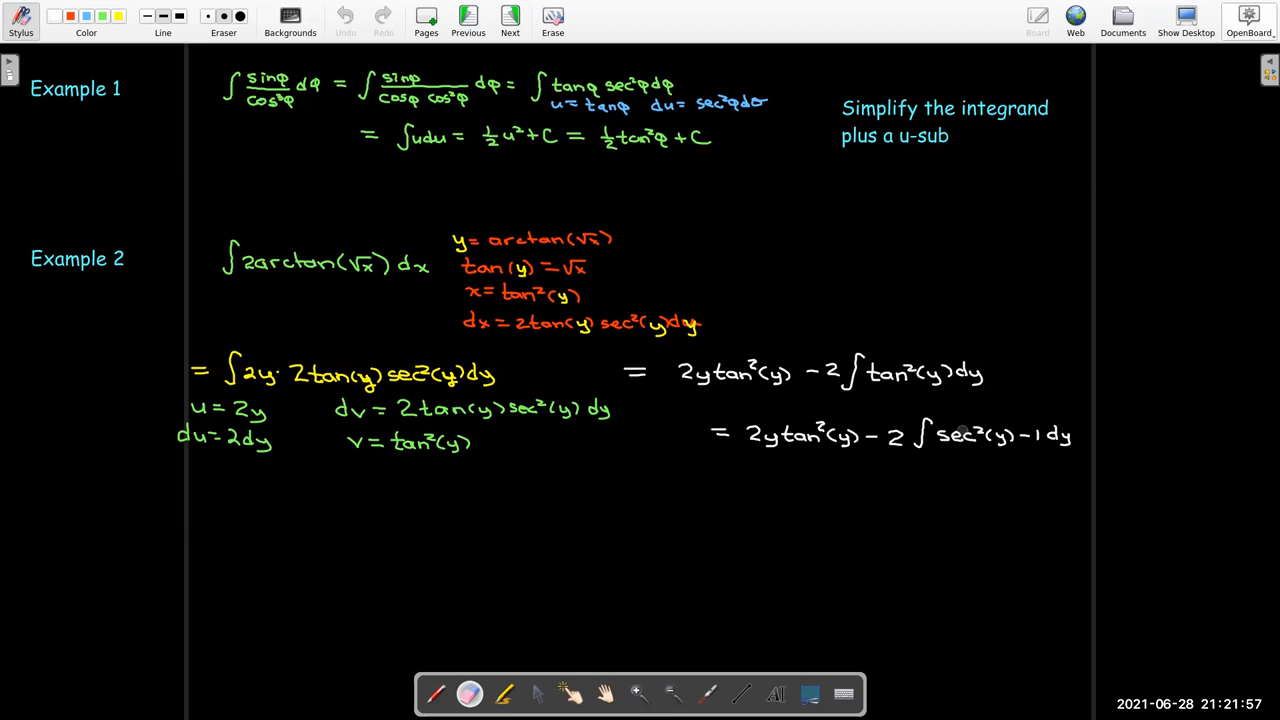 Stylus Color Line Eraser Backgrounds Undo Redo Pages Previous Next Erase Board Web Documents Show Desktop OpenBoard
Example 1
∫ sinφ/cos³φ dφ = ∫ sinφ/(cosφ cos²φ) dφ = ∫ tanφ sec²φ dφ
u = tanφ du = sec²φ dφ
= ∫ u du = ½u² + C = ½tan²φ + C
Simplify the integrand
plus a u-sub
Example 2
∫ 2arctan(√x) dx
y = arctan(√x)
tan(y) = √x
x = tan²(y)
dx = 2tan(y) sec²(y) dy
= ∫ 2y · 2tan(y) sec²(y) dy
u = 2y dv = 2tan(y) sec²(y) dy
du = 2dy v = tan²(y)
= 2y tan²(y) - 2 ∫ tan²(y) dy
= 2y tan²(y) - 2 ∫ sec²(y) - 1 dy
2021-06-28 21:21:57